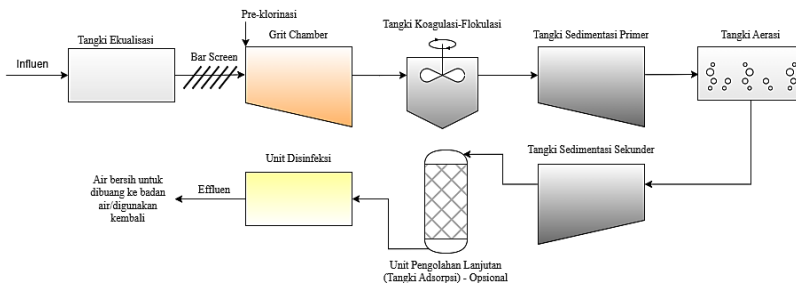 Pre-klorinasi
Tangki Ekualisasi
Bar Screen
Grit Chamber
Tangki Koagulasi-Flokulasi
Tangki Sedimentasi Primer
Tangki Aerasi
Influen
Tangki Sedimentasi Sekunder
Unit Disinfeksi
Air bersih untuk
dibuang ke badan
air/digunakan
kembali
Effluen
Unit Pengolahan Lanjutan
(Tangki Adsorpsi) - Opsional